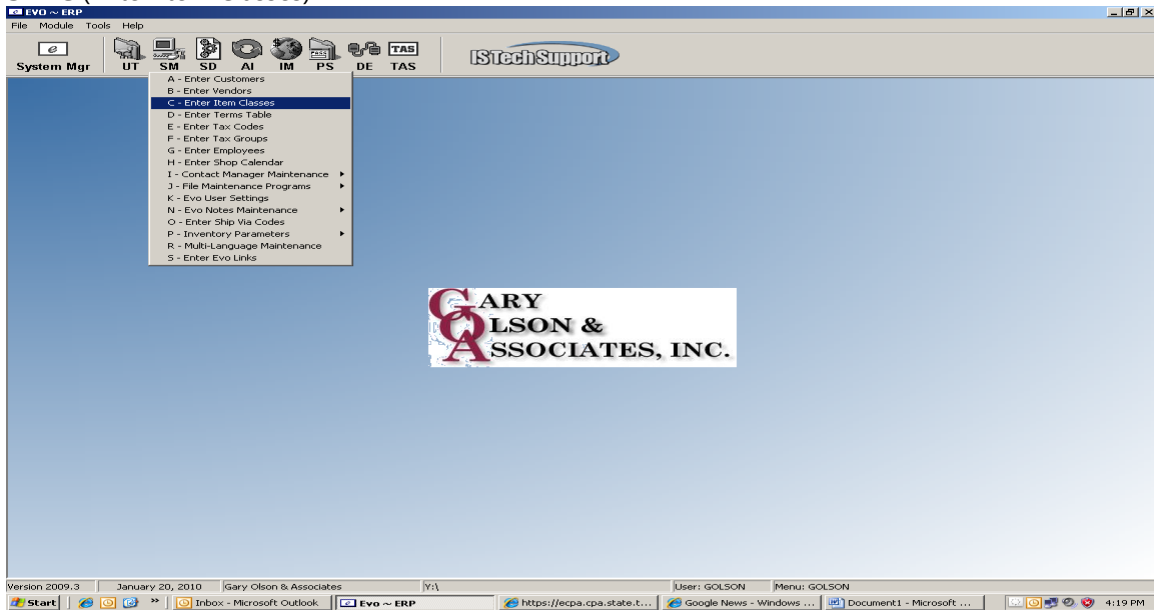 EVO ~ ERP
File Module Tools Help
System Mgr UT SM SD AI IM PS DE TAS
TAS
ISTechSupport
A - Enter Customers
B - Enter Vendors
C - Enter Item Classes
D - Enter Terms Table
E - Enter Tax Codes
F - Enter Tax Groups
G - Enter Employees
H - Enter Shop Calendar
I - Contact Manager Maintenance
J - File Maintenance Programs
K - Evo User Settings
N - Evo Notes Maintenance
O - Enter Ship Via Codes
P - Inventory Parameters
R - Multi-Language Maintenance
S - Enter Evo Links
GARY
OLSON &
ASSOCIATES, INC.
Version 2009.3 January 20, 2010 Gary Olson & Associates Y:\ User: GOLSON Menu: GOLSON
Start Inbox - Microsoft Outlook Evo ~ ERP https://ecpa.cpa.state.t... Google News - Windows ... Document1 - Microsoft ... 4:19 PM